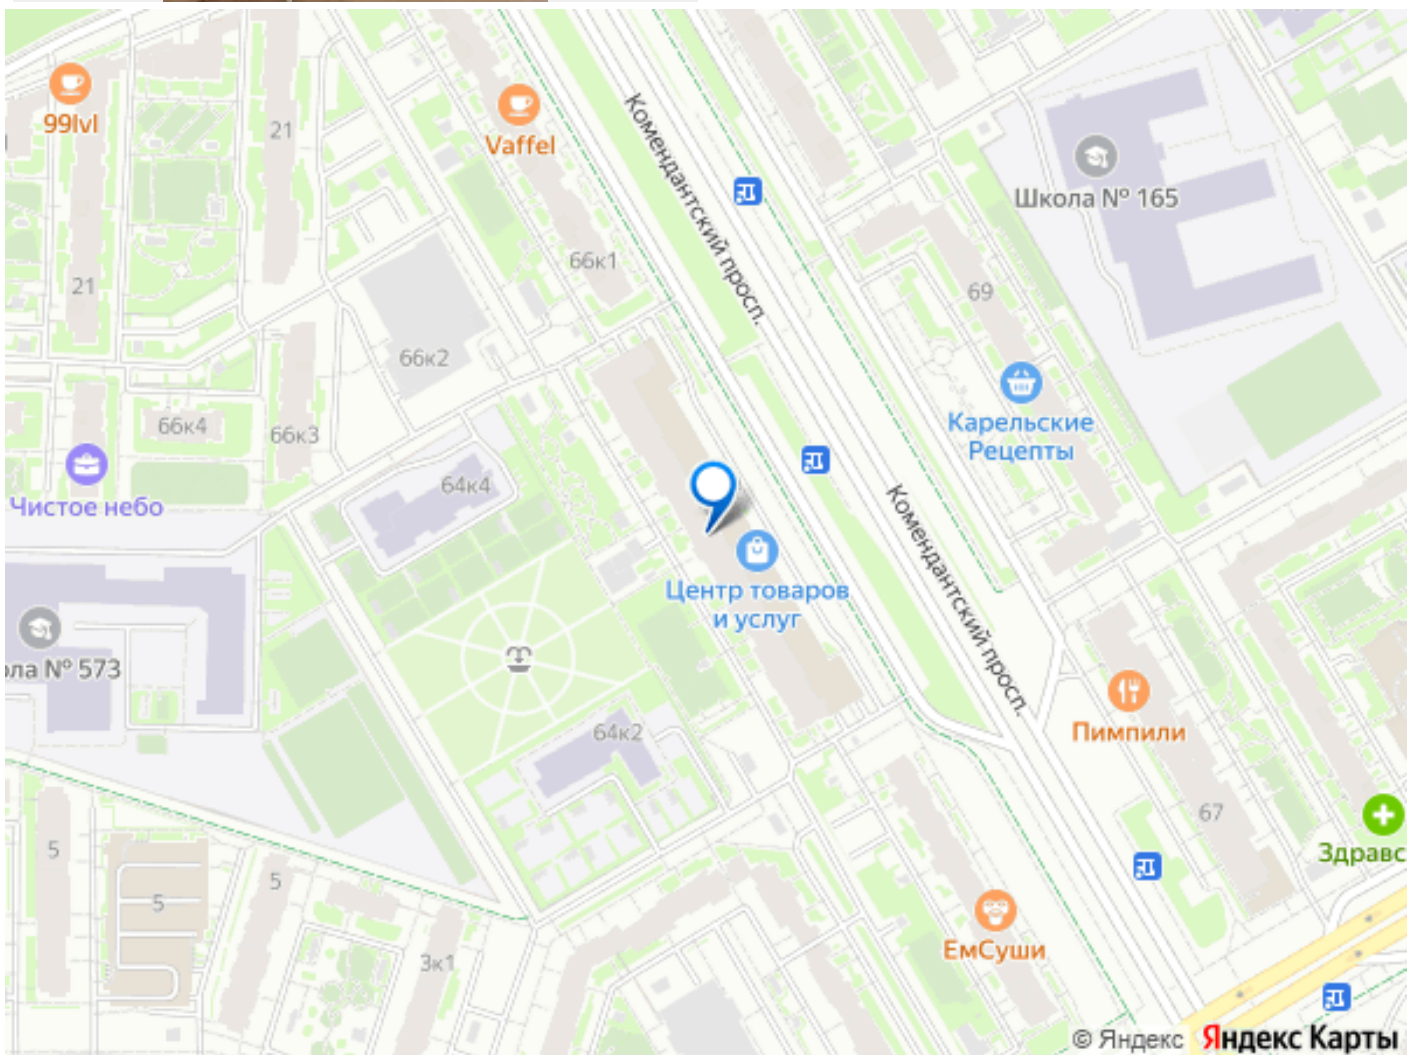 99lvl
21
Vaffel
Комендантский просп.
Школа № 165
66к1
21
69
66к2
Карельские
Рецепты
66к4
66к3
64к4
Чистое небо
Комендантский просп.
Центр товаров
и услуг
ола № 573
64к2
Пимпили
67
Здравс
5
5
5
3к1
ЕмСуши
© Яндекс Яндекс Карты